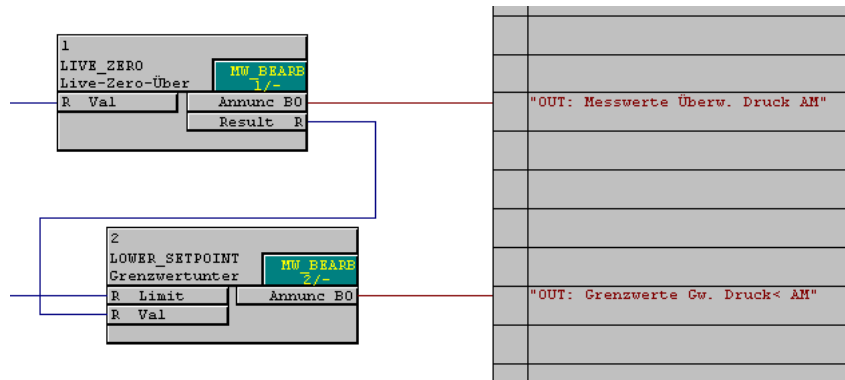 1
LIVE_ZERO
Live-Zero-Über
MW_BEARB
1/-
R Val
Annunc BO
Result R
"OUT: Messwerte Überw. Druck AM"
2
LOWER_SETPOINT
Grenzwertunter
MW_BEARB
2/-
R Limit
Annunc BO
R Val
"OUT: Grenzwerte Gw. Druck< AM"